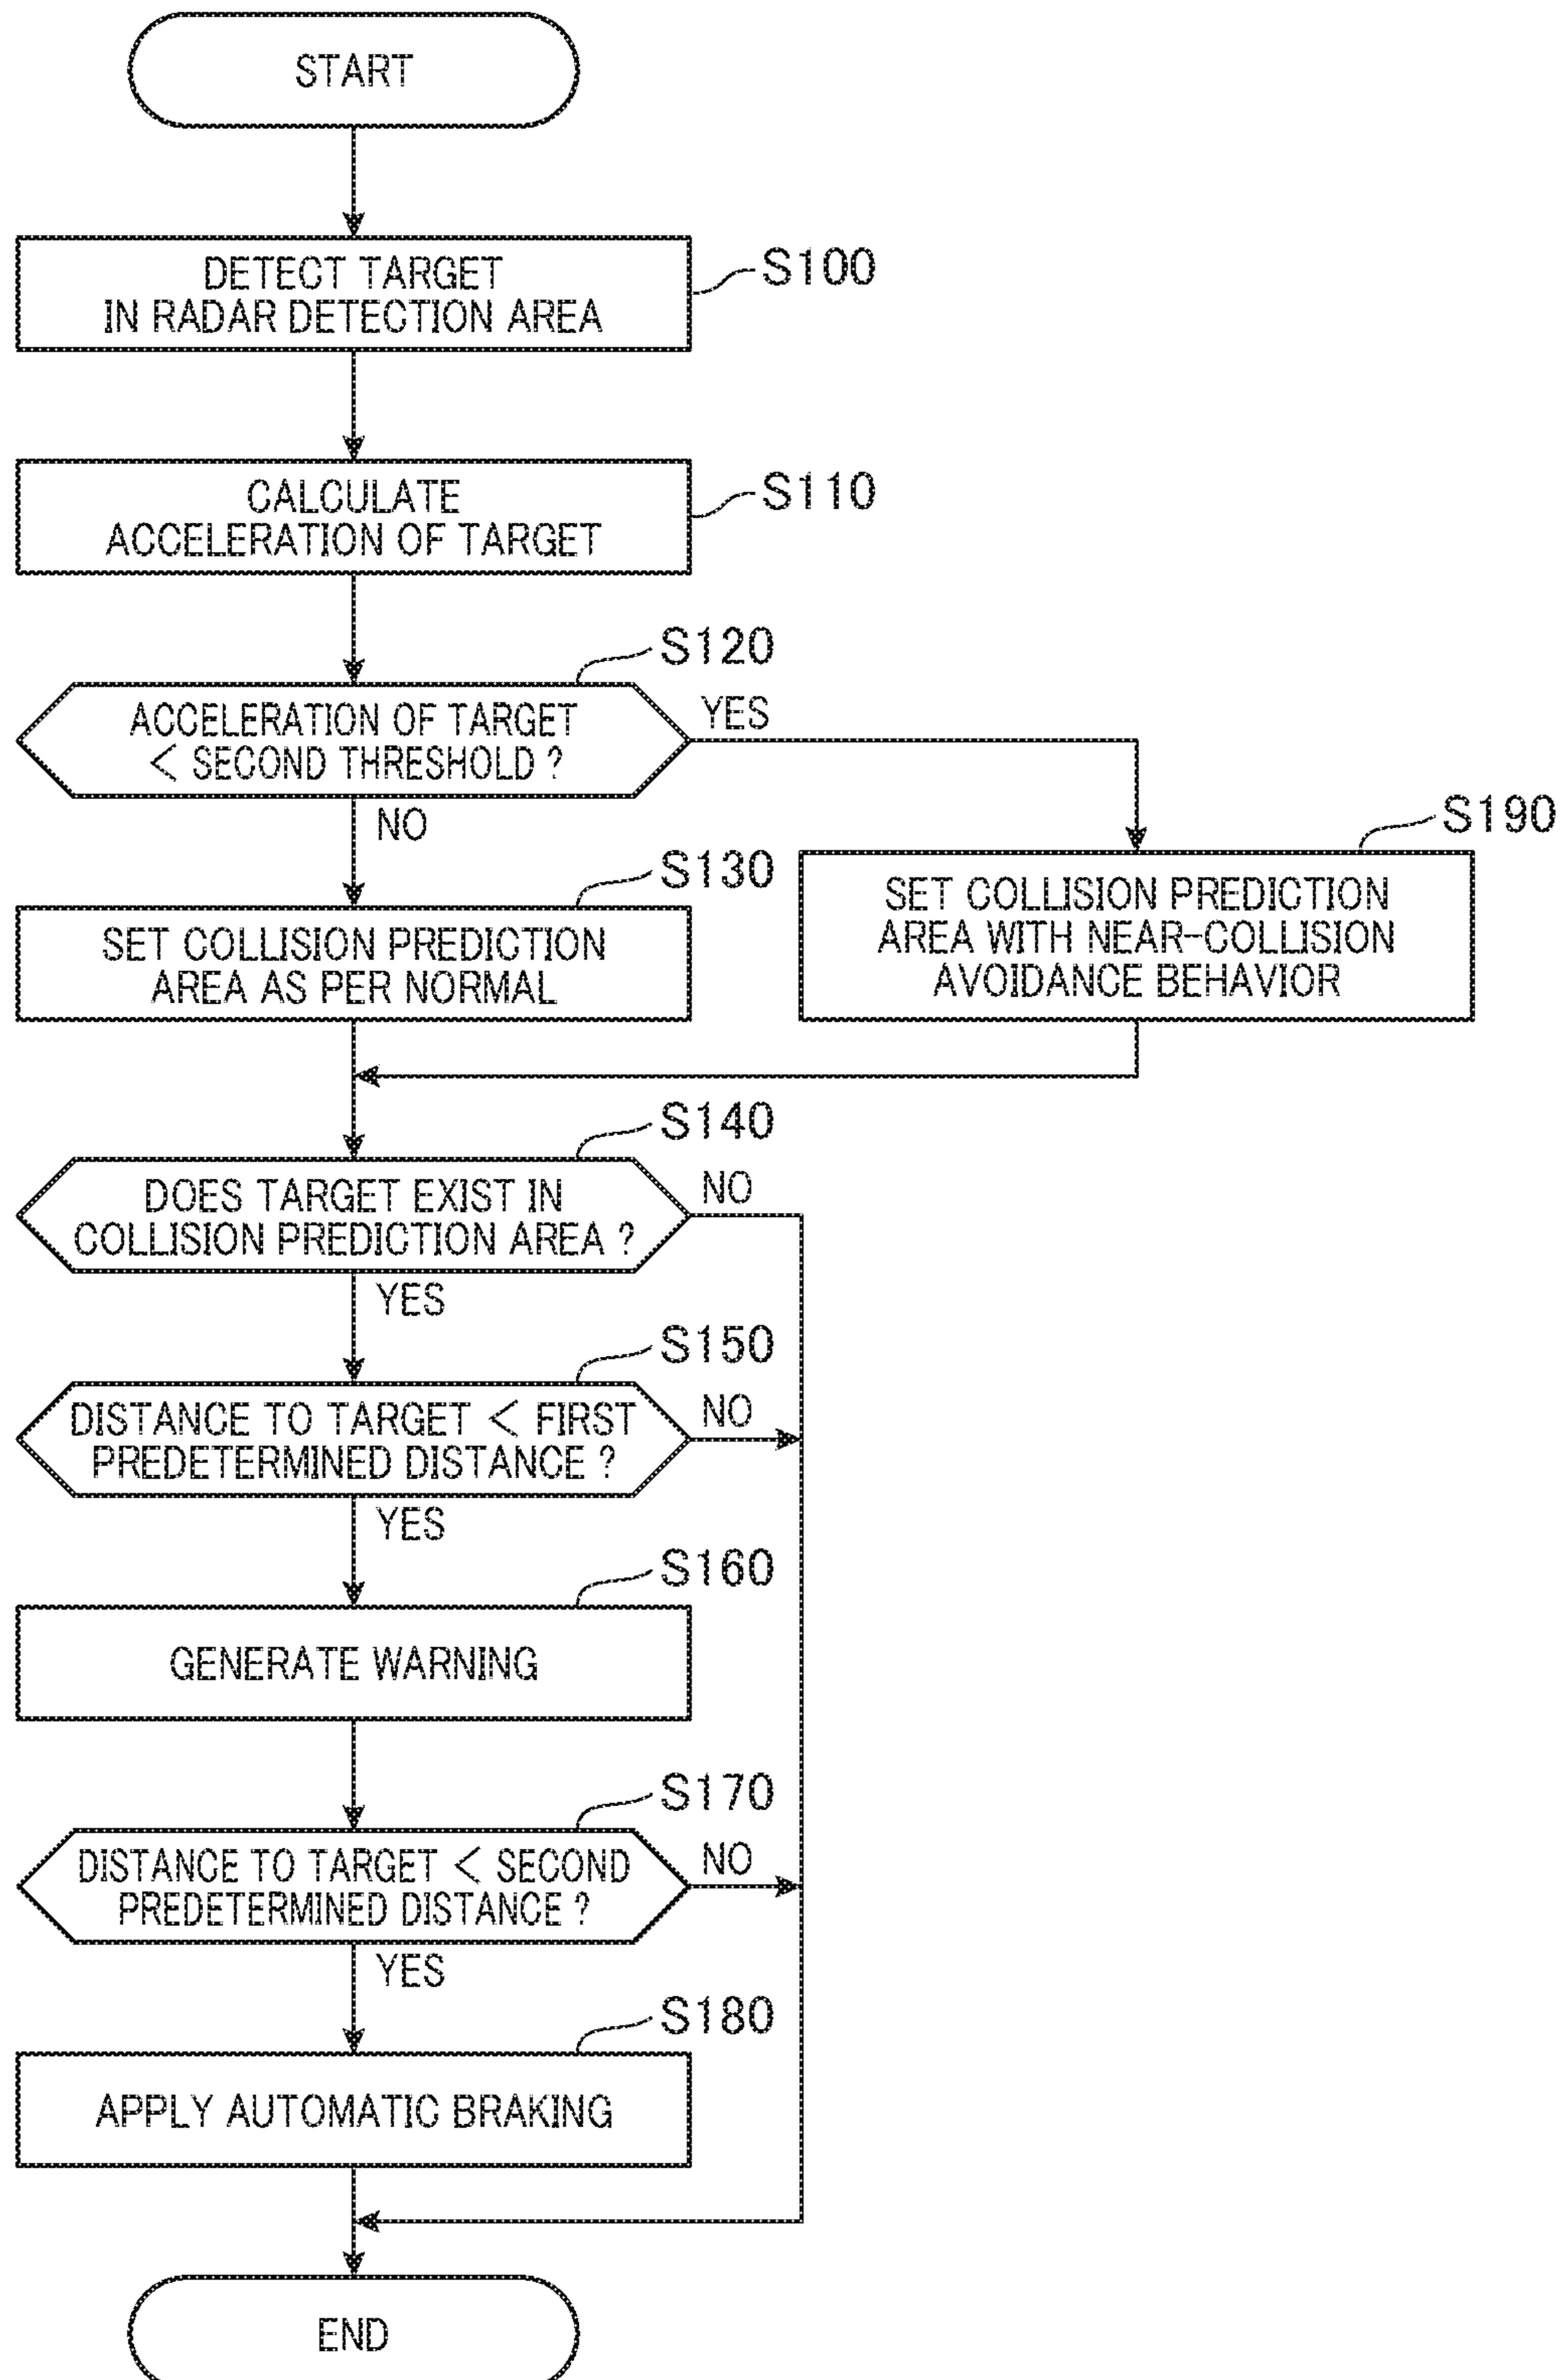 START
DETECT TARGET
IN RADAR DETECTION AREA
S100
CALCULATE
ACCELERATION OF TARGET
S110
S120
ACCELERATION OF TARGET
< SECOND THRESHOLD ?
YES
NO
S130
SET COLLISION PREDICTION
AREA AS PER NORMAL
S190
SET COLLISION PREDICTION
AREA WITH NEAR-COLLISION
AVOIDANCE BEHAVIOR
S140
DOES TARGET EXIST IN
COLLISION PREDICTION AREA ?
NO
YES
S150
DISTANCE TO TARGET < FIRST
PREDETERMINED DISTANCE ?
NO
YES
S160
GENERATE WARNING
S170
DISTANCE TO TARGET < SECOND
PREDETERMINED DISTANCE ?
NO
YES
S180
APPLY AUTOMATIC BRAKING
END